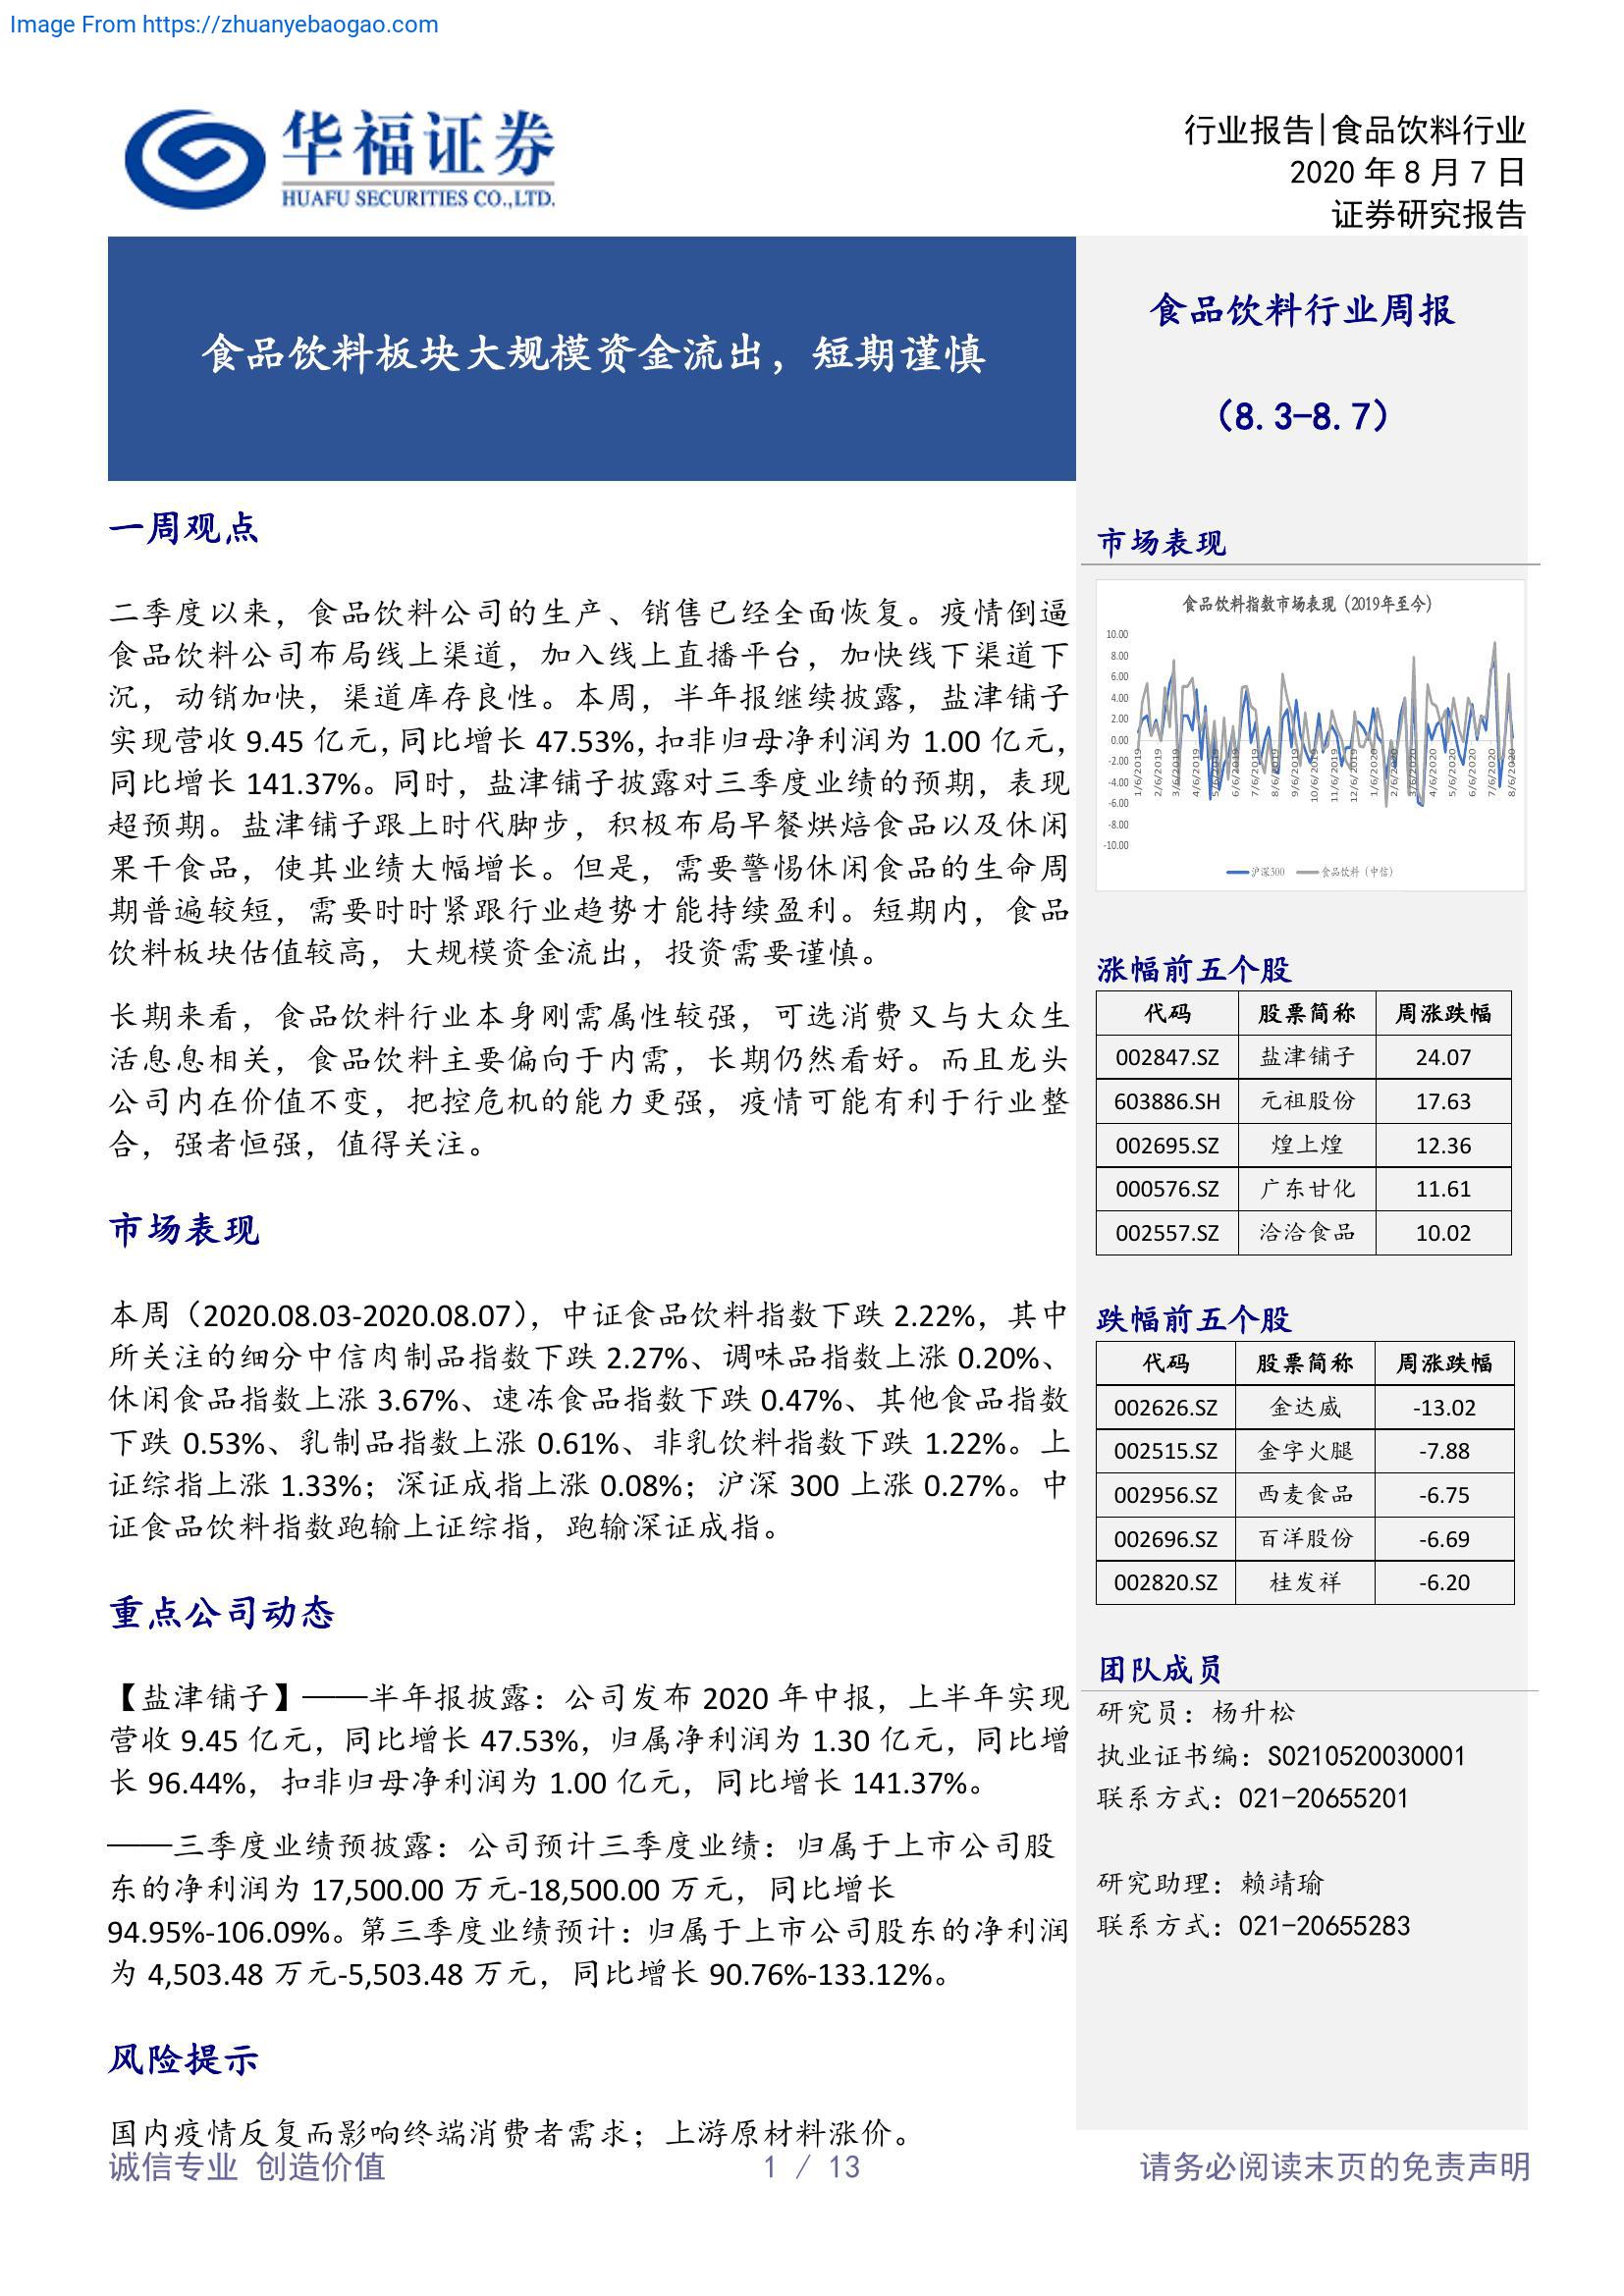 Image From https://zhuanyebaogao.com
华福证券
HUAFU SECURITIES CO.,LTD.
行业报告|食品饮料行业
2020 年 8 月 7 日
证券研究报告
食品饮料板块大规模资金流出，短期谨慎
食品饮料行业周报
（8.3-8.7）
一周观点
二季度以来，食品饮料公司的生产、销售已经全面恢复。疫情倒逼
食品饮料公司布局线上渠道，加入线上直播平台，加快线下渠道下
沉，动销加快，渠道库存良性。本周，半年报继续披露，盐津铺子
实现营收 9.45 亿元，同比增长 47.53%，扣非归母净利润为 1.00 亿元，
同比增长 141.37%。同时，盐津铺子披露对三季度业绩的预期，表现
超预期。盐津铺子跟上时代脚步，积极布局早餐烘焙食品以及休闲
果干食品，使其业绩大幅增长。但是，需要警惕休闲食品的生命周
期普遍较短，需要时时紧跟行业趋势才能持续盈利。短期内，食品
饮料板块估值较高，大规模资金流出，投资需要谨慎。
长期来看，食品饮料行业本身刚需属性较强，可选消费又与大众生
活息息相关，食品饮料主要偏向于内需，长期仍然看好。而且龙头
公司内在价值不变，把控危机的能力更强，疫情可能有利于行业整
合，强者恒强，值得关注。
市场表现
本周（2020.08.03-2020.08.07），中证食品饮料指数下跌 2.22%，其中
所关注的细分中信肉制品指数下跌 2.27%、调味品指数上涨 0.20%、
休闲食品指数上涨 3.67%、速冻食品指数下跌 0.47%、其他食品指数
下跌 0.53%、乳制品指数上涨 0.61%、非乳饮料指数下跌 1.22%。上
证综指上涨 1.33%；深证成指上涨 0.08%；沪深 300 上涨 0.27%。中
证食品饮料指数跑输上证综指，跑输深证成指。
重点公司动态
【盐津铺子】——半年报披露：公司发布 2020 年中报，上半年实现
营收 9.45 亿元，同比增长 47.53%，归属净利润为 1.30 亿元，同比增
长 96.44%，扣非归母净利润为 1.00 亿元，同比增长 141.37%。
——三季度业绩预披露：公司预计三季度业绩：归属于上市公司股
东的净利润为 17,500.00 万元-18,500.00 万元，同比增长
94.95%-106.09%。第三季度业绩预计：归属于上市公司股东的净利润
为 4,503.48 万元-5,503.48 万元，同比增长 90.76%-133.12%。
风险提示
国内疫情反复而影响终端消费者需求；上游原材料涨价。
市场表现
食品饮料指数市场表现（2019年至今）
10.00
8.00
6.00
4.00
2.00
0.00
-2.00
-4.00
-6.00
-8.00
-10.00
1/6/2019 2/6/2019 3/6/2019 4/6/2019 5/6/2019 6/6/2019 7/6/2019 8/6/2019 9/6/2019 10/6/2019 11/6/2019 12/6/2019 1/6/2020 2/6/2020 3/6/2020 4/6/2020 5/6/2020 6/6/2020 7/6/2020 8/6/2020
沪深300 食品饮料（中信）
涨幅前五个股
代码 股票简称 周涨跌幅
002847.SZ 盐津铺子 24.07
603886.SH 元祖股份 17.63
002695.SZ 煌上煌 12.36
000576.SZ 广东甘化 11.61
002557.SZ 洽洽食品 10.02
跌幅前五个股
代码 股票简称 周涨跌幅
002626.SZ 金达威 -13.02
002515.SZ 金字火腿 -7.88
002956.SZ 西麦食品 -6.75
002696.SZ 百洋股份 -6.69
002820.SZ 桂发祥 -6.20
团队成员
研究员：杨升松
执业证书编：S0210520030001
联系方式：021-20655201
研究助理：赖靖瑜
联系方式：021-20655283
诚信专业 创造价值
1 / 13
请务必阅读末页的免责声明